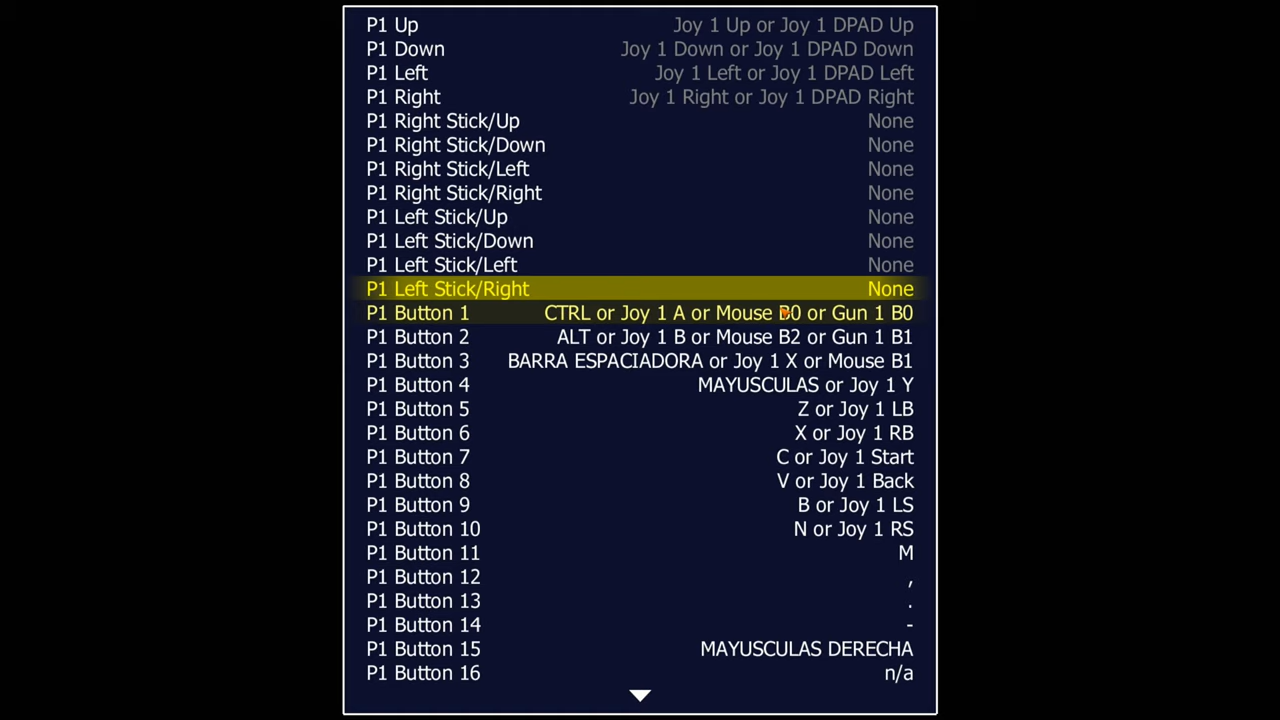 P1 Up Joy 1 Up or Joy 1 DPAD Up
P1 Down Joy 1 Down or Joy 1 DPAD Down
P1 Left Joy 1 Left or Joy 1 DPAD Left
P1 Right Joy 1 Right or Joy 1 DPAD Right
P1 Right Stick/Up None
P1 Right Stick/Down None
P1 Right Stick/Left None
P1 Right Stick/Right None
P1 Left Stick/Up None
P1 Left Stick/Down None
P1 Left Stick/Left None
P1 Left Stick/Right None
P1 Button 1 CTRL or Joy 1 A or Mouse B0 or Gun 1 B0
P1 Button 2 ALT or Joy 1 B or Mouse B2 or Gun 1 B1
P1 Button 3 BARRA ESPACIADORA or Joy 1 X or Mouse B1
P1 Button 4 MAYUSCULAS or Joy 1 Y
P1 Button 5 Z or Joy 1 LB
P1 Button 6 X or Joy 1 RB
P1 Button 7 C or Joy 1 Start
P1 Button 8 V or Joy 1 Back
P1 Button 9 B or Joy 1 LS
P1 Button 10 N or Joy 1 RS
P1 Button 11 M
P1 Button 12 ,
P1 Button 13 .
P1 Button 14 -
P1 Button 15 MAYUSCULAS DERECHA
P1 Button 16 n/a